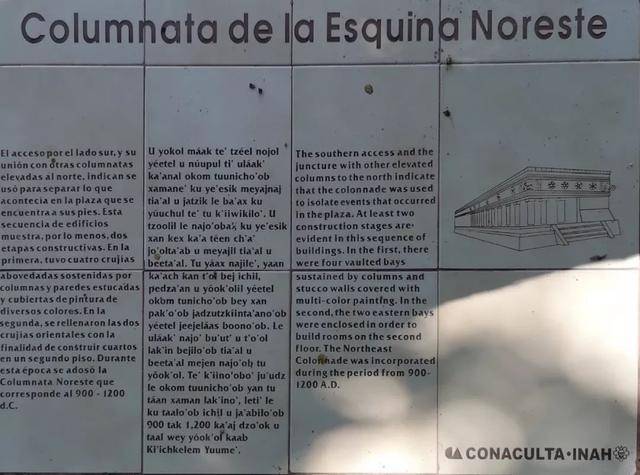 Columnata de la Esquina Noreste
El acceso por el lado sur, y su
unión con otras columnatas
elevadas al norte, indican se
usó para separar lo que
acontecía en la plaza que se
encuentra a sus pies. Esta
secuencia de edificios
muestra, por lo menos, dos
etapas constructivas. En la
primera, tuvo cuatro crujías
abovedadas sostenidas por
columnas y paredes estucadas
y cubiertas de pintura de
diversos colores. En la
segunda, se rellenaron las dos
crujías orientales con la
finalidad de construir cuartos
en un segundo piso. Durante
esta época se adosó la
Columnata Noreste que
corresponde al 900 - 1200
d.C.
U yokol máak te' tzéel nojol
yéetel u núupul ti' uláak'
ka'anal okom tuunicho'ob
xamane' ku ye'esik meyajnaj
tia'al u jatzik le ba'ax ku
yúuchul te' tu k'iiwikilo'. U
tzoolil le najo'oba', ku ye'esik
xan kex ka'a téen ch'a'
jo'olta'ab u meyajil tia'al u
beeta'al. Tu yáax najile', yaan
ka'ach kan t'ol bej ichil,
pedza'an u yóok'olil yéetel
okom tunicho'ob bey xan
pak'o'ob jadzutzkiinta'ano'ob
yéetel jeejeláas boono'ob. Le
uláak' najo' bu'ut' u t'o'ol
lak'in bejilo'ob tia'al u
beeta'al mejen najo'ob tu
yóok'ol. Te' k'iino'obo' ju'udz
le okom tuunicho'ob yan tu
táan xaman lak'ino', leti' le
ku taalo'ob ichil u ja'abilo'ob
900 tak 1,200 ka'aj dzo'ok u
taal wey yóok'ol kaab
Ki'ichkelem Yuume'.
The southern access and the
juncture with other elevated
columns to the north indicate
that the colonnade was used
to isolate events that occurred
in the plaza. At least two
construction stages are
evident in this sequence of
buildings. In the first, there
were four vaulted bays
sustained by columns and
stucco walls covered with
multi-color painting. In the
second, the two eastern bays
were enclosed in order to
build rooms on the second
floor. The Northeast
Colonnade was incorporated
during the period from 900-
1200 A.D.
CONACULTA·INAH